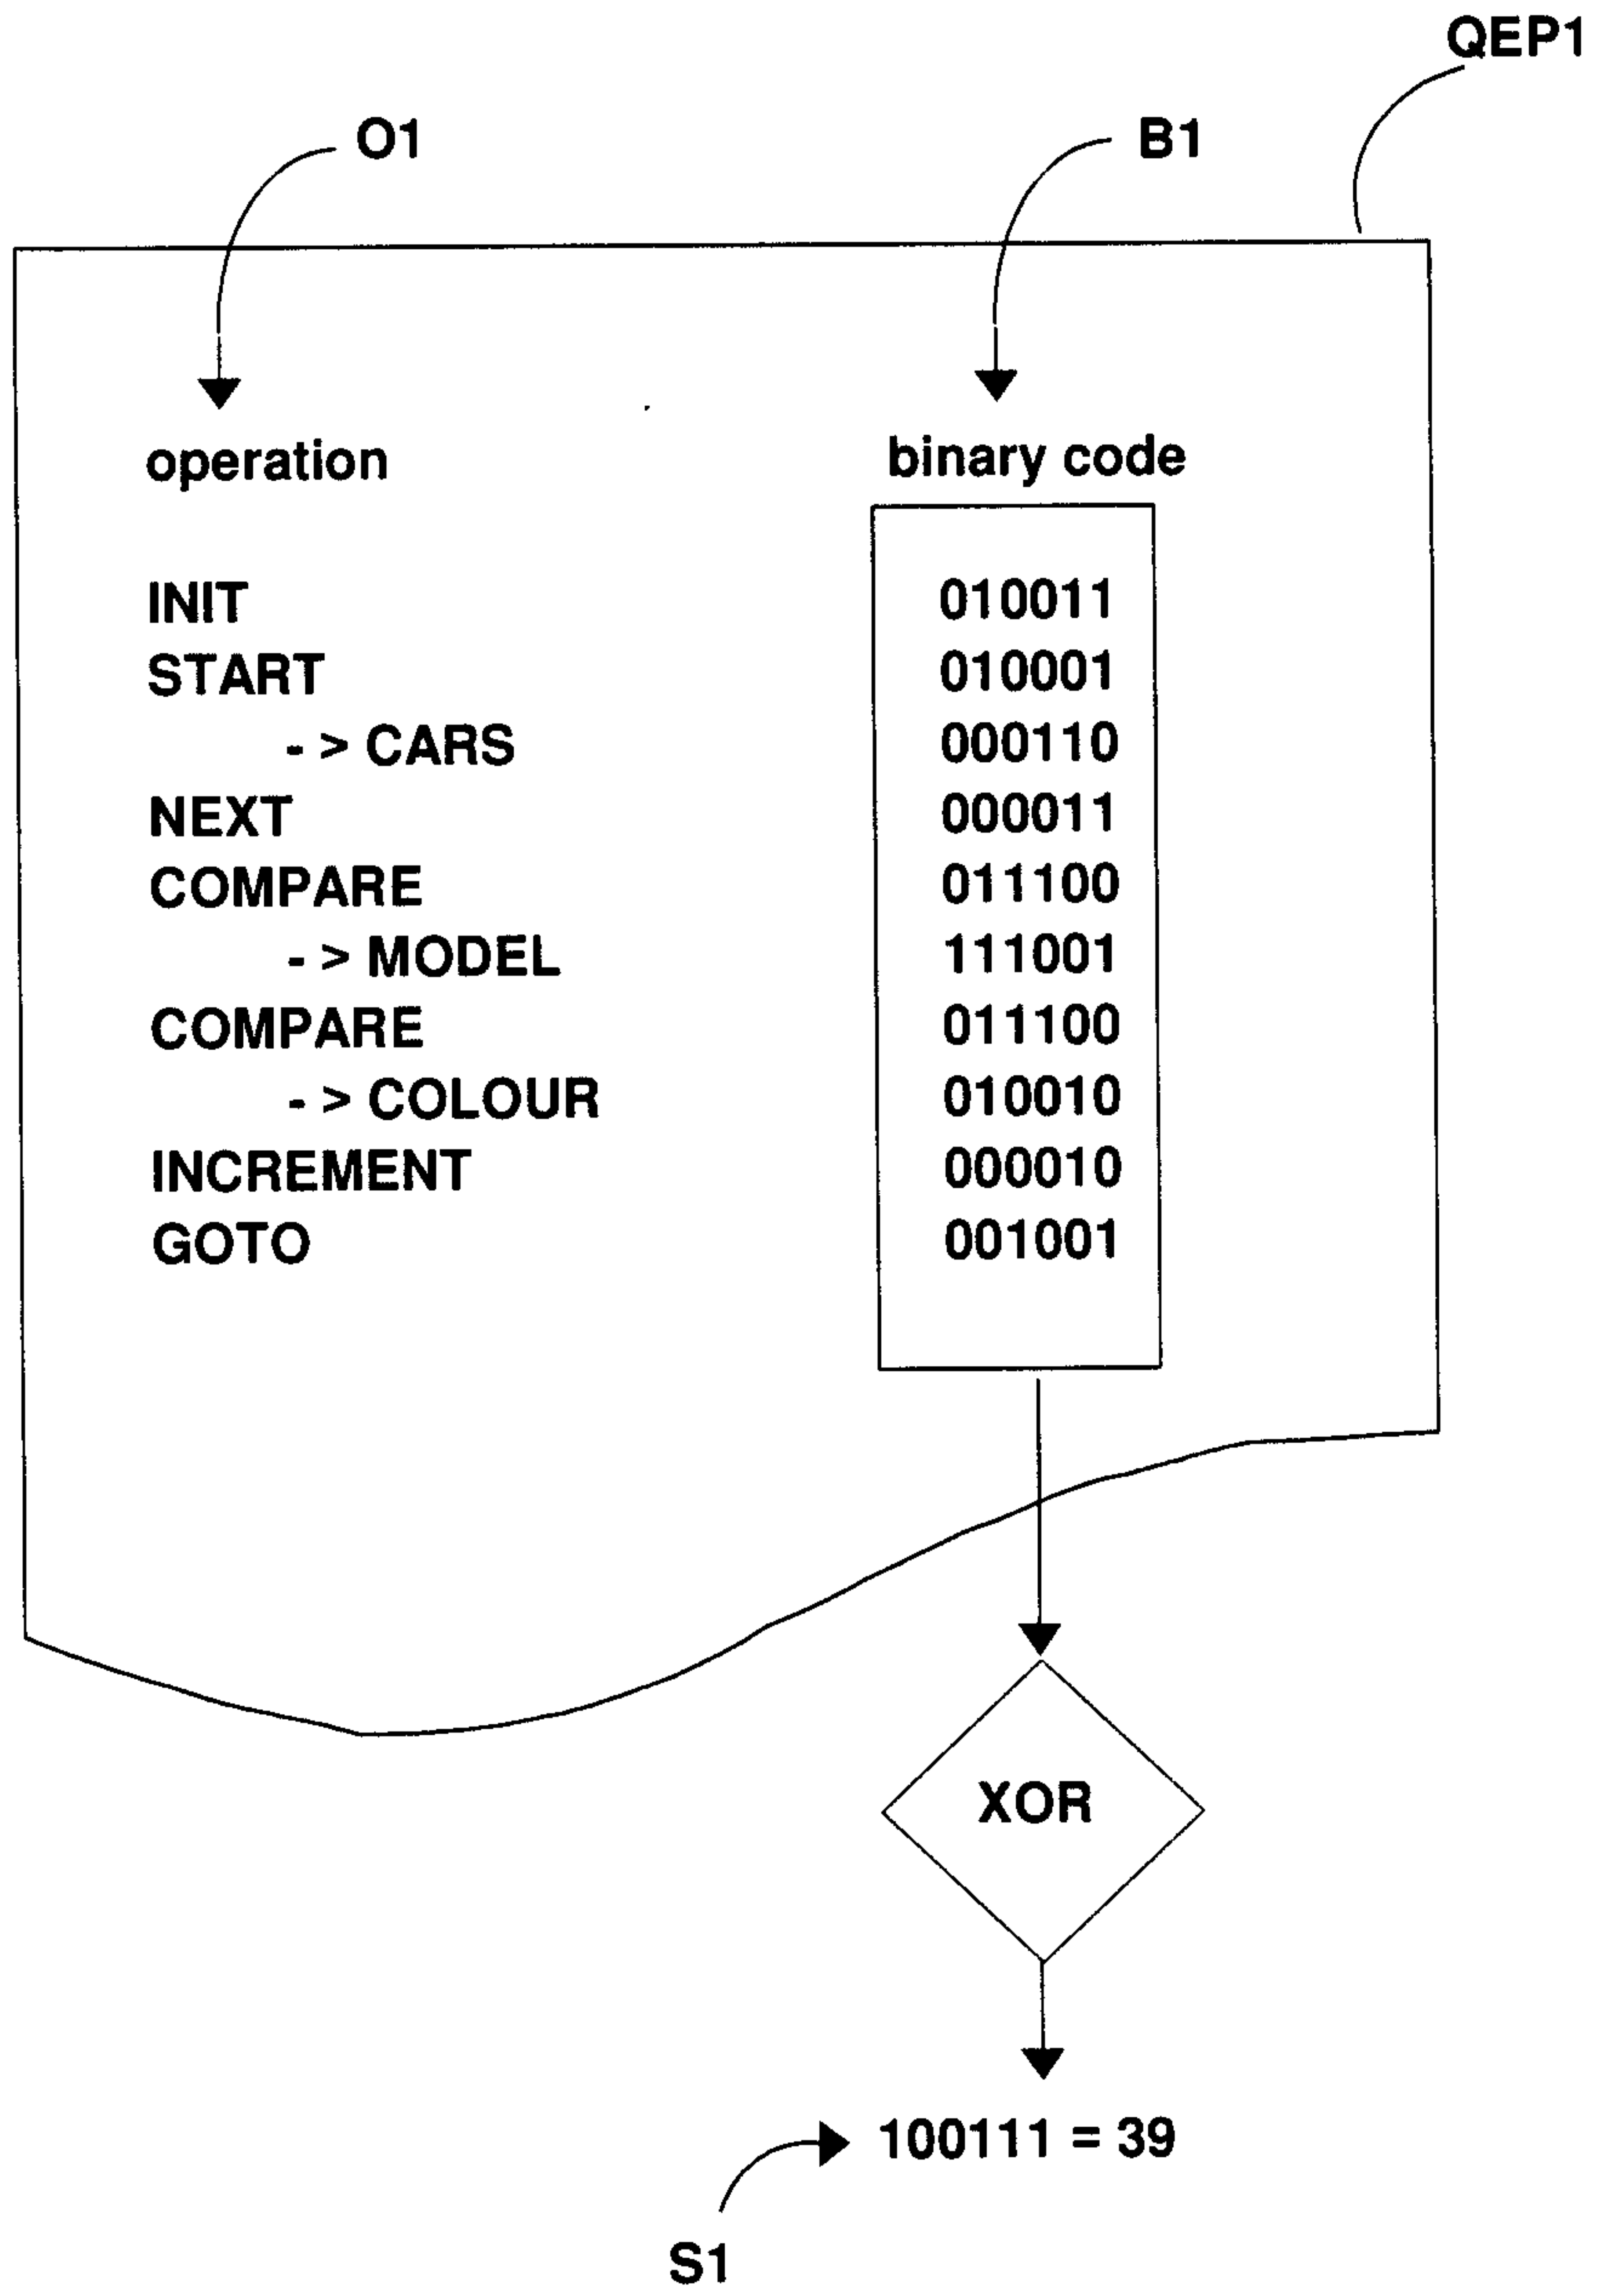 QEP1
O1 B1
operation binary code
INIT 010011
START 010001
- > CARS 000110
NEXT 000011
COMPARE 011100
- > MODEL 111001
COMPARE 011100
- > COLOUR 010010
INCREMENT 000010
GOTO 001001
XOR
100111 = 39
S1